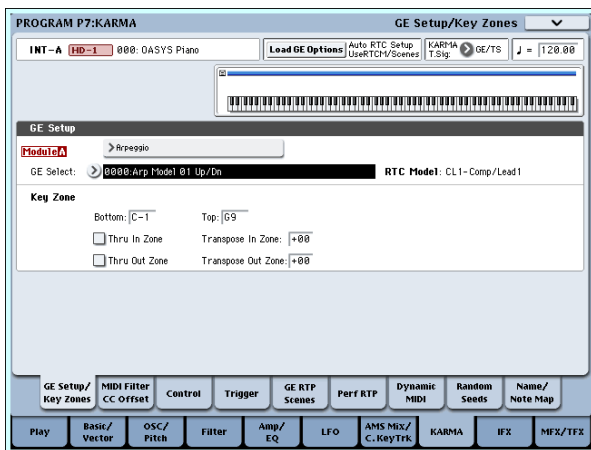 PROGRAM P7:KARMA GE Setup/Key Zones
INT-A HD-1 000: OASYS Piano Load GE Options Auto RTC Setup UseRTCM/Scenes KARMA T.Sig: GE/TS ♩ = 120.00
GE Setup
Module A Arpeggio
GE Select: 0000:Arp Model 01 Up/Dn RTC Model: CL1-Comp/Lead1
Key Zone
Bottom: C-1 Top: G9
Thru In Zone Transpose In Zone: +00
Thru Out Zone Transpose Out Zone: +00
GE Setup/ Key Zones MIDI Filter CC Offset Control Trigger GE RTP Scenes Perf RTP Dynamic MIDI Random Seeds Name/ Note Map
Play Basic/ Vector OSC/ Pitch Filter Amp/ EQ LFO AMS Mix/ C.KeyTrk KARMA IFX MFX/TFX